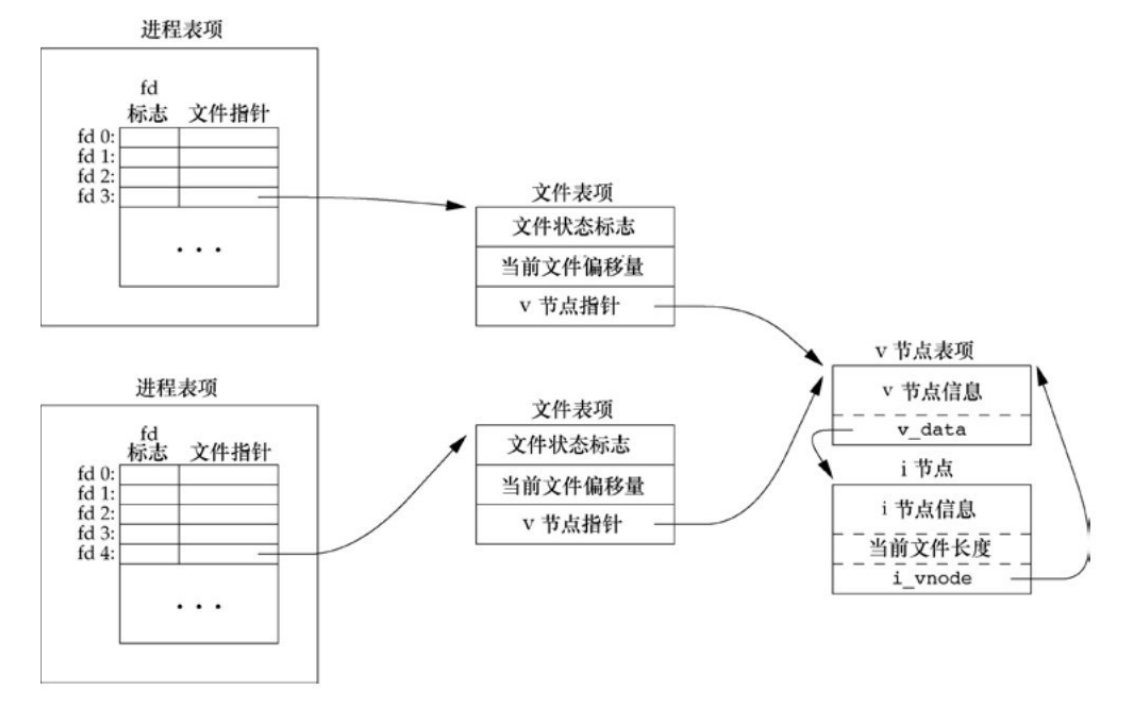 进程表项
fd
标志 文件指针
fd 0:
fd 1:
fd 2:
fd 3:
...
文件表项
文件状态标志
当前文件偏移量
v 节点指针
v 节点表项
v 节点信息
v_data
i 节点
i 节点信息
当前文件长度
i_vnode
进程表项
fd
标志 文件指针
fd 0:
fd 1:
fd 2:
fd 3:
fd 4:
...
文件表项
文件状态标志
当前文件偏移量
v 节点指针